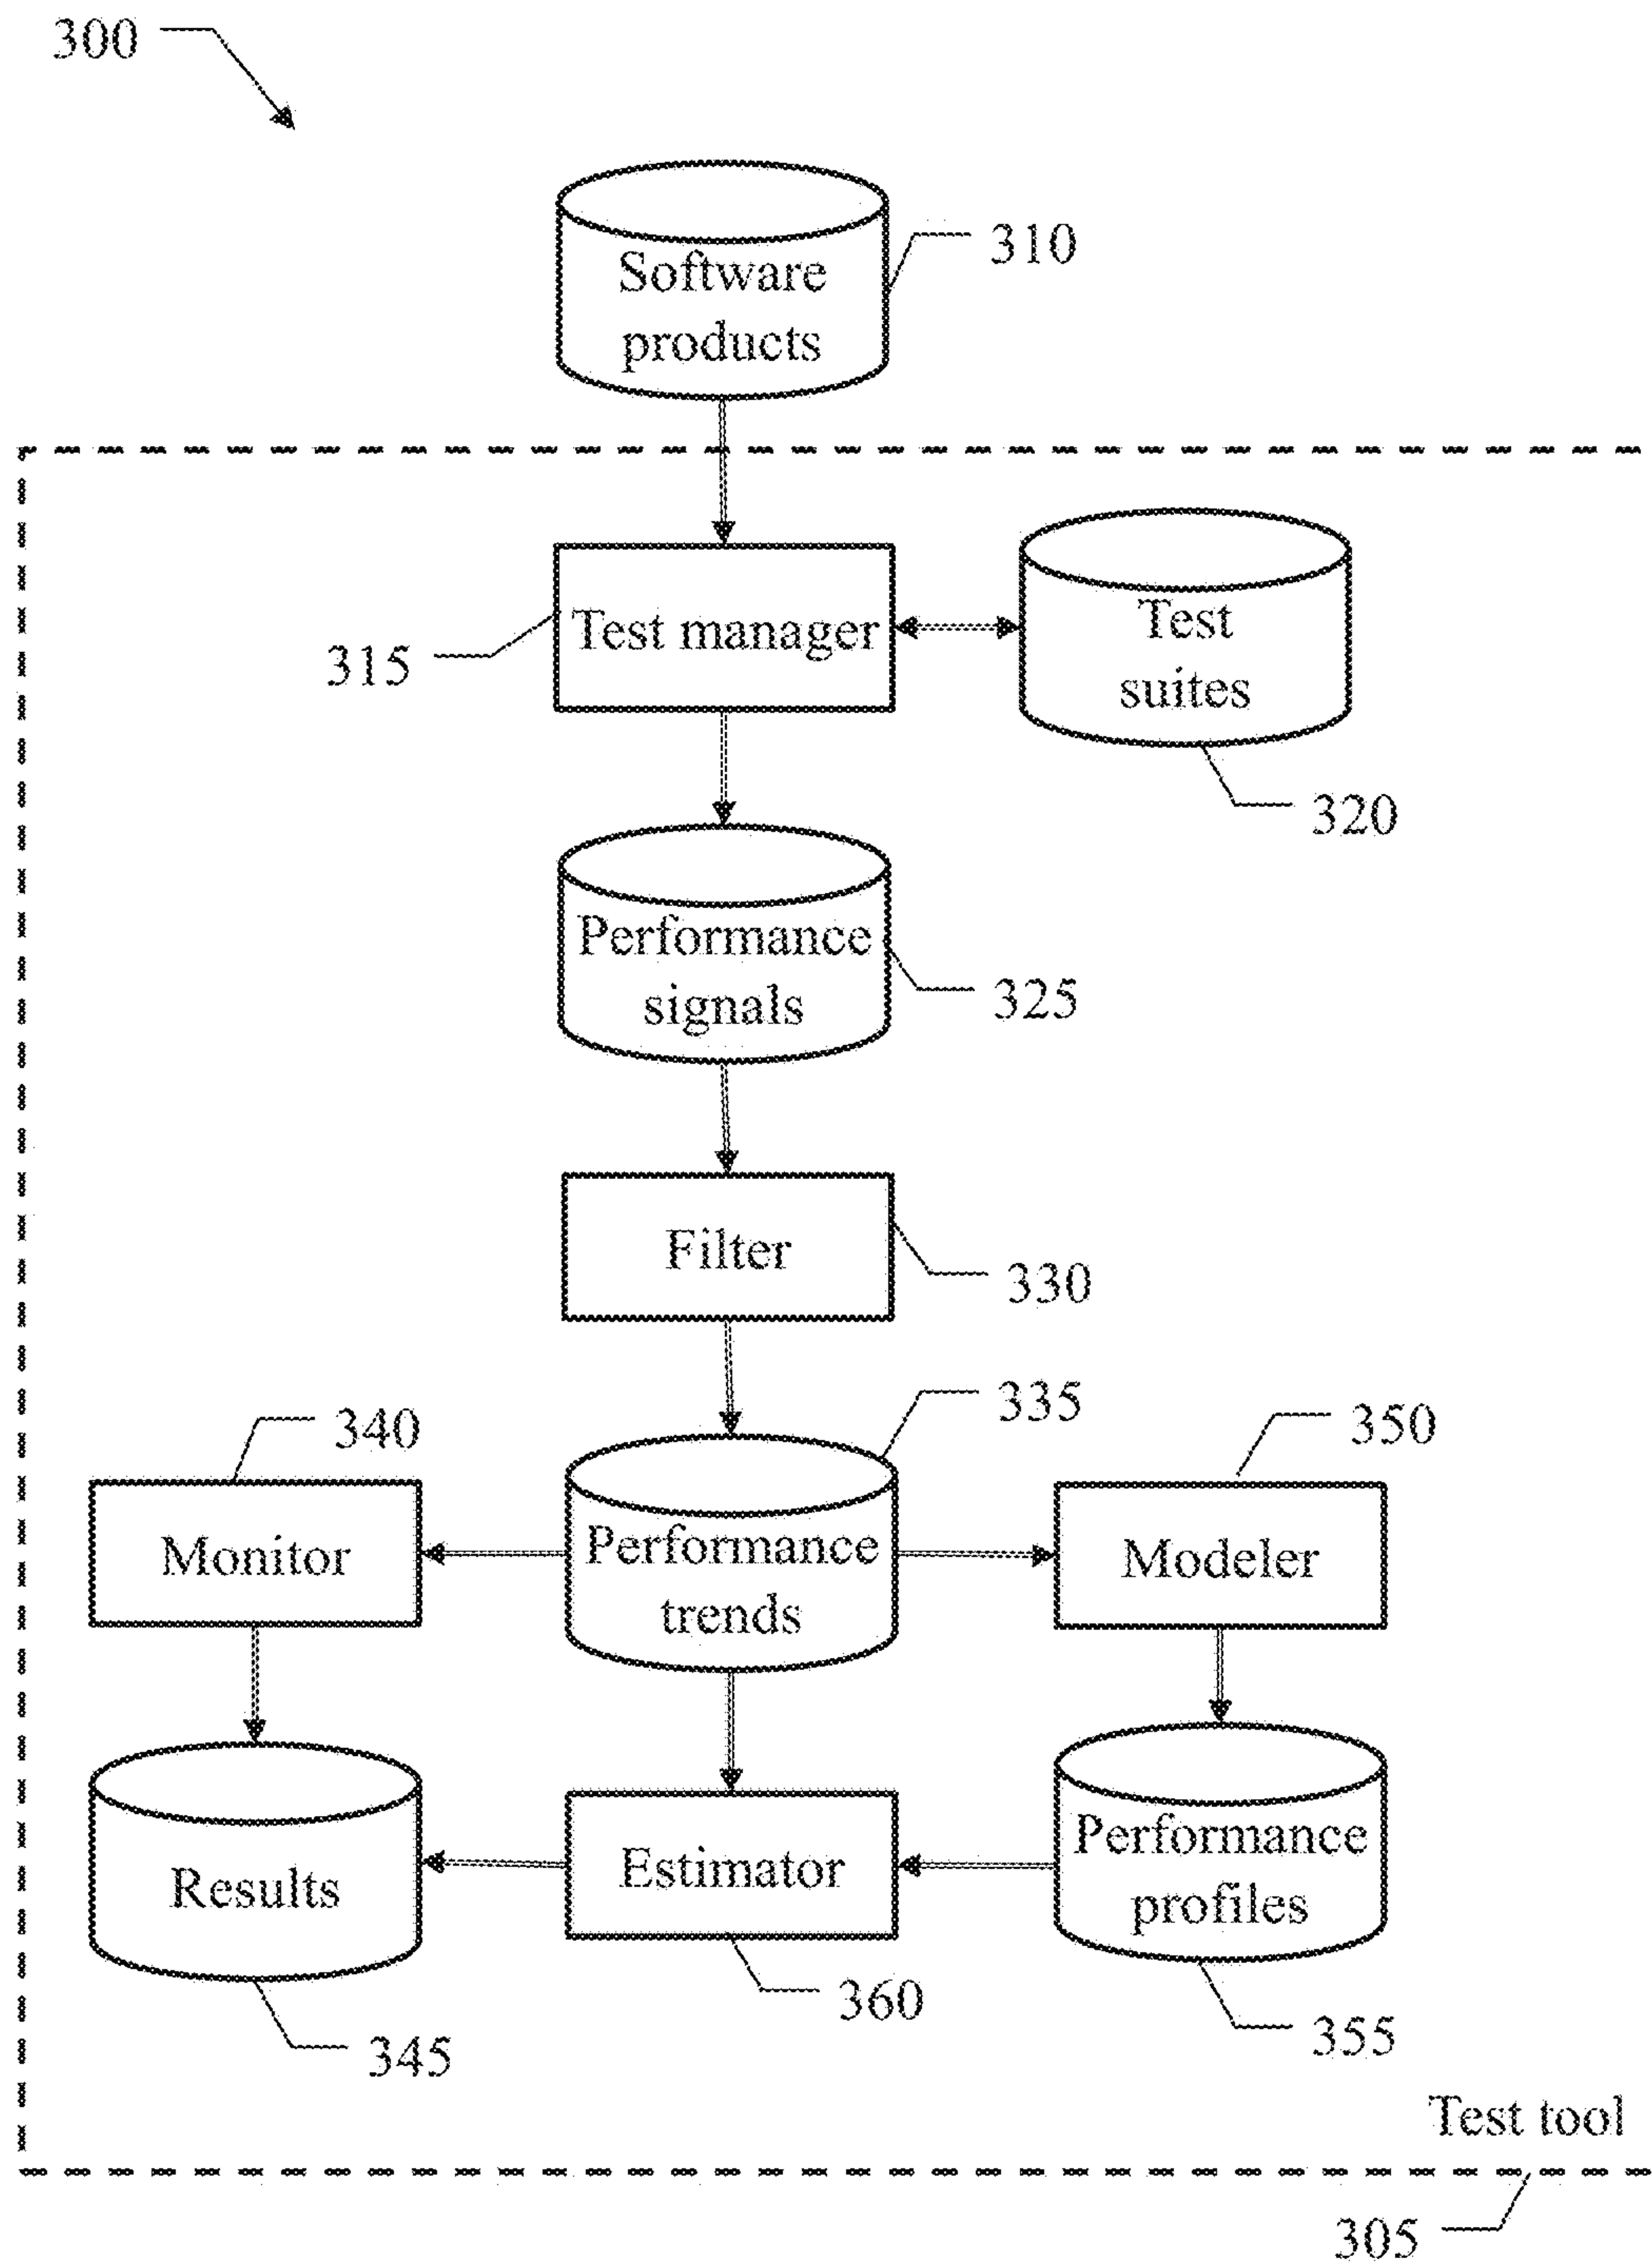 300
Software
products
310
Test manager
315
Test
suites
320
Performance
signals
325
Filter
330
335
340
350
Monitor
Performance
trends
Modeler
Results
Estimator
Performance
profiles
360
345
355
Test tool
305